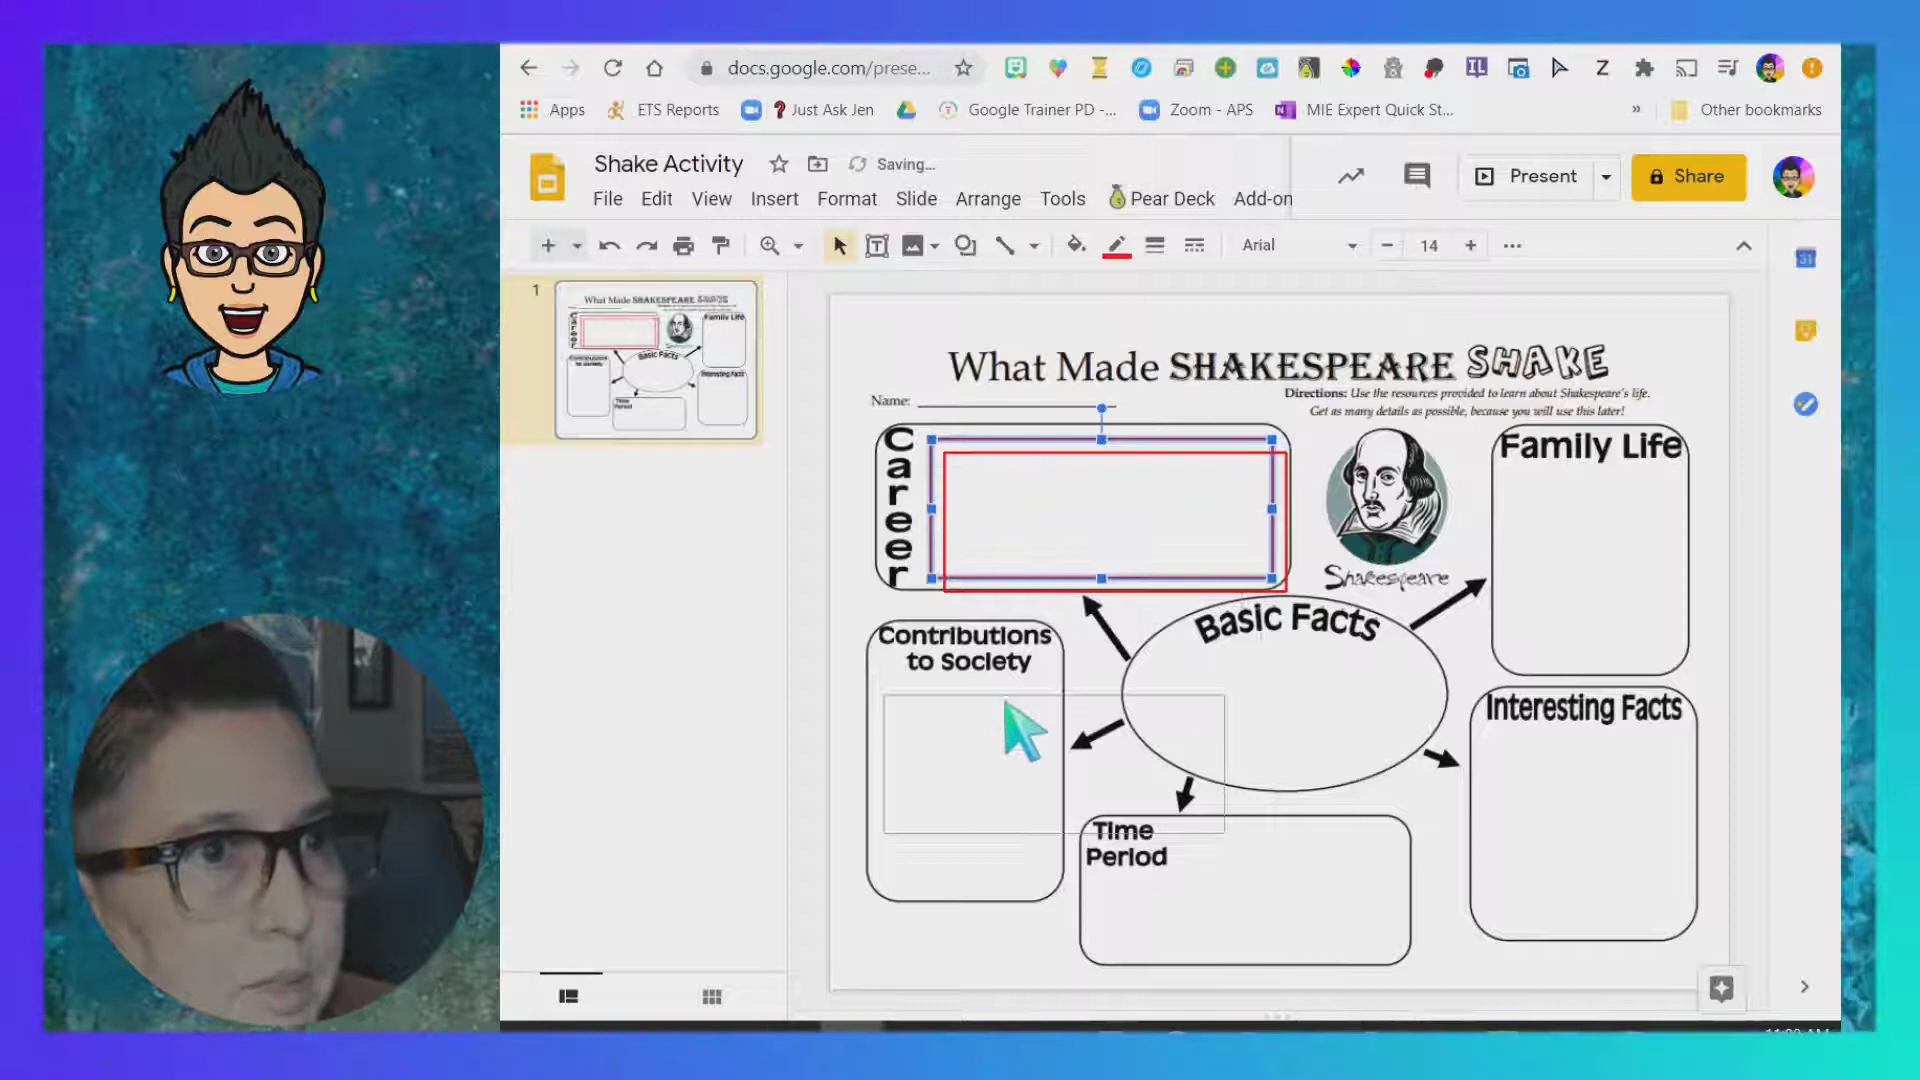 docs.google.com/prese...
Apps ETS Reports Just Ask Jen Google Trainer PD -... Zoom - APS MIE Expert Quick St... » Other bookmarks
Shake Activity Saving...
File Edit View Insert Format Slide Arrange Tools Pear Deck Add-on
Present Share
Arial 14
1
What Made SHAKESPEARE SHAKE
Name:
Directions: Use the resources provided to learn about Shakespeare's life.
Get as many details as possible, because you will use this later!
Career
Shakespeare
Family Life
Basic Facts
Contributions
to Society
Interesting Facts
Time
Period